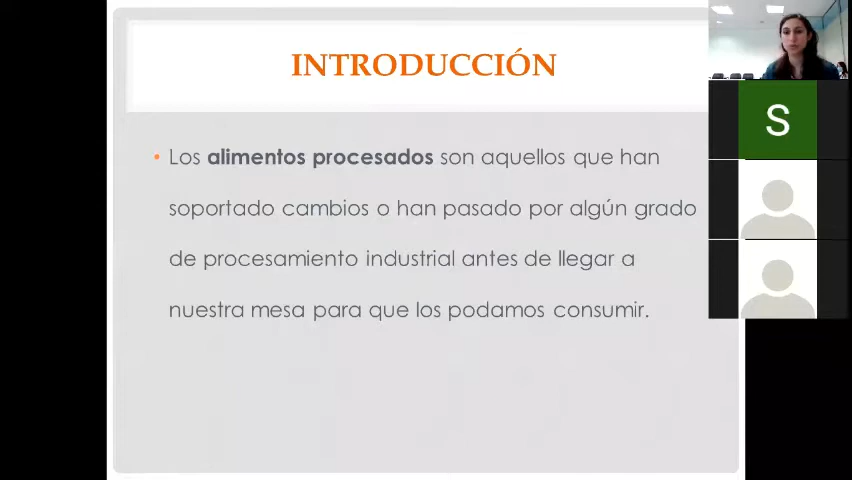 INTRODUCCIÓN
• Los alimentos procesados son aquellos que han
soportado cambios o han pasado por algún grado
de procesamiento industrial antes de llegar a
nuestra mesa para que los podamos consumir.
S